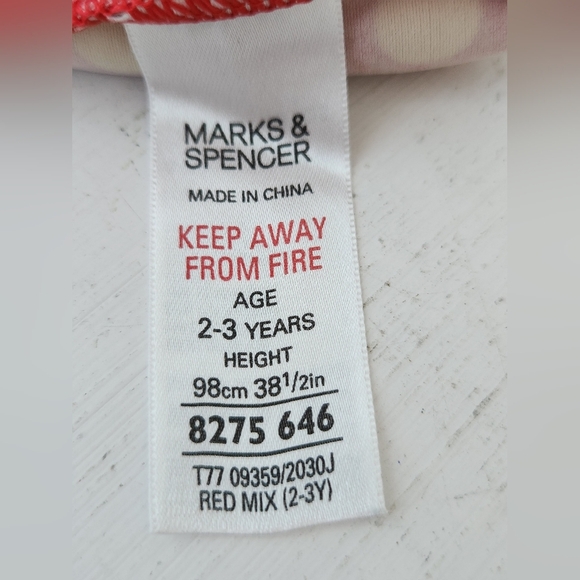 MARKS &
SPENCER
MADE IN CHINA
KEEP AWAY
FROM FIRE
AGE
2-3 YEARS
HEIGHT
98cm 381/2in
8275 646
T77 09359/2030J
RED MIX (2-3Y)